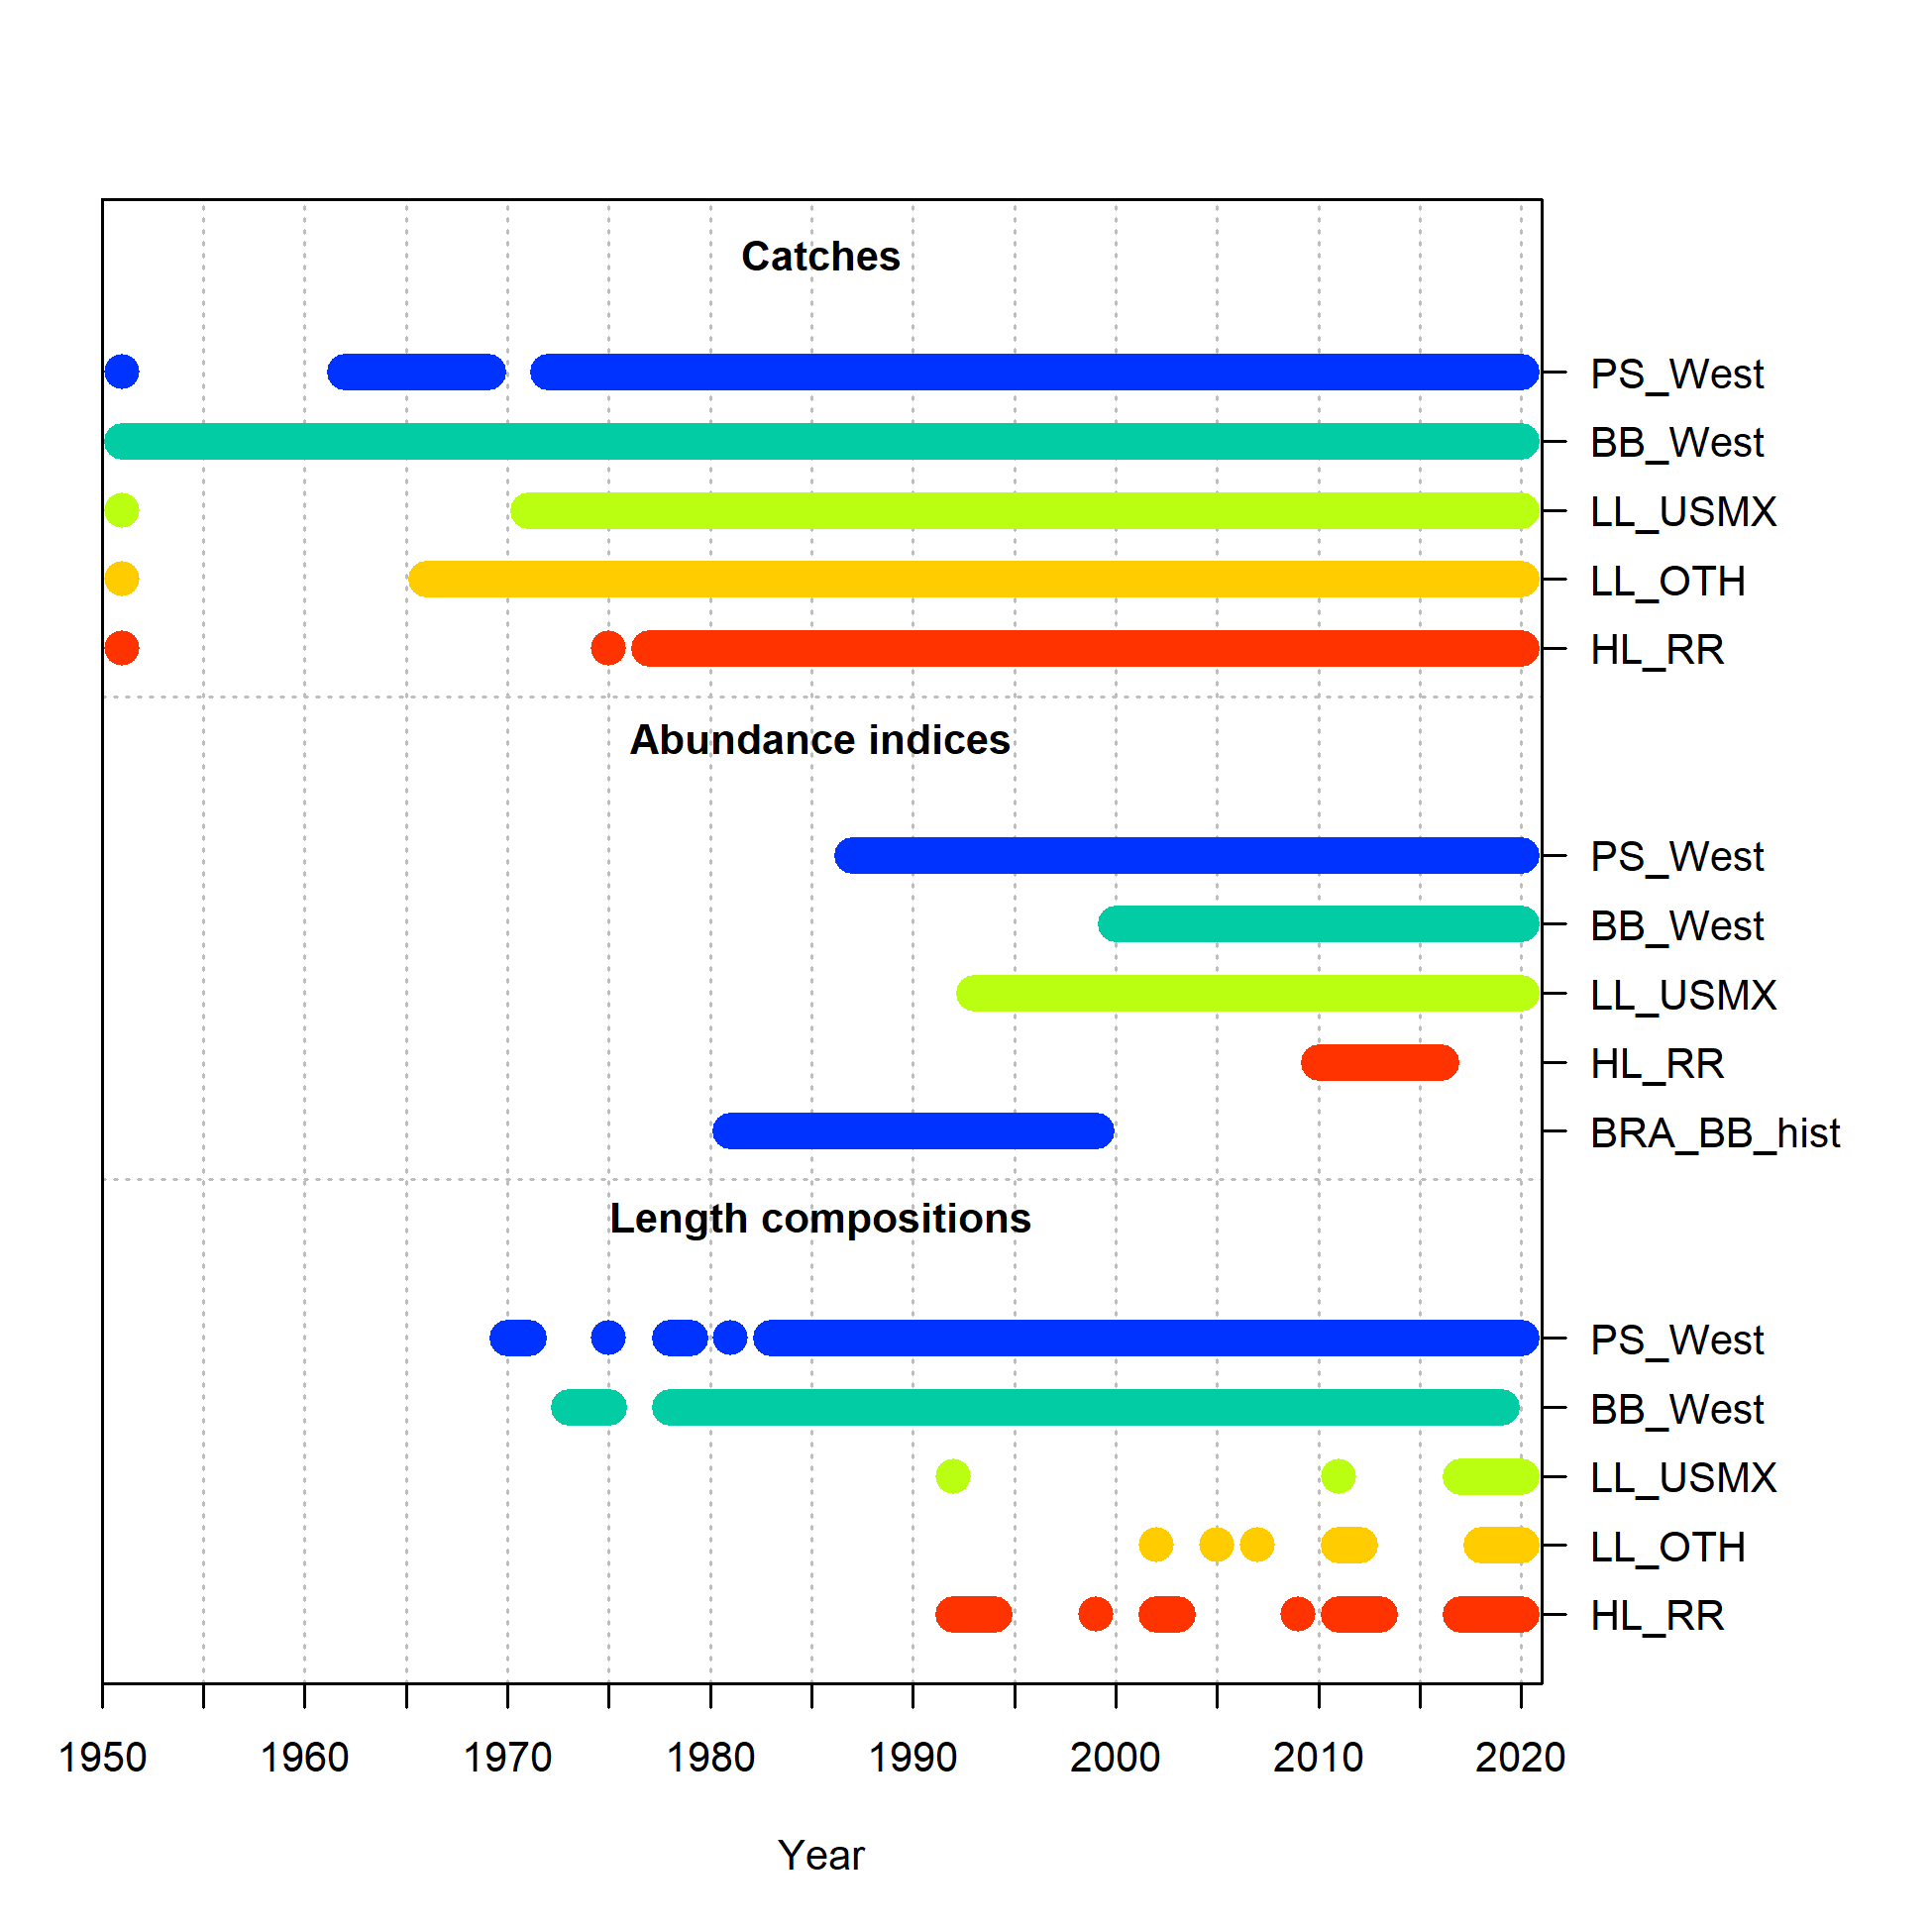 Catches
PS_West
BB_West
LL_USMX
LL_OTH
HL_RR
Abundance indices
PS_West
BB_West
LL_USMX
HL_RR
BRA_BB_hist
Length compositions
PS_West
BB_West
LL_USMX
LL_OTH
HL_RR
1950 1960 1970 1980 1990 2000 2010 2020
Year